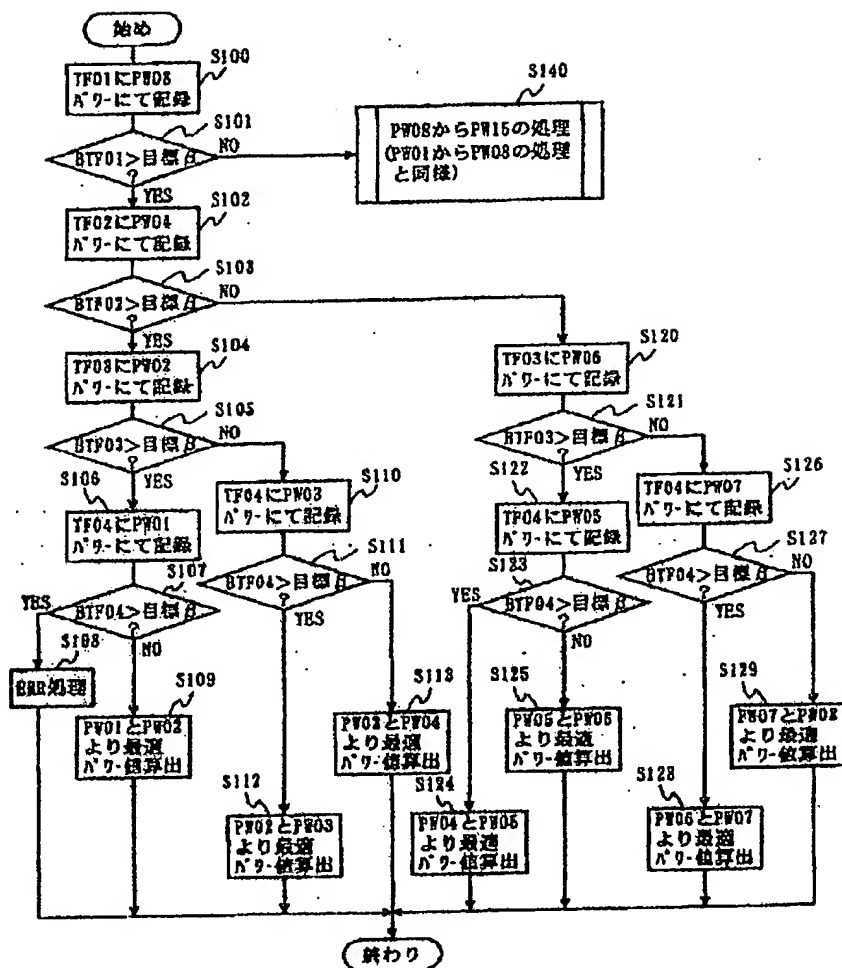 始め
S100
TF01にPW08
パワーにて記録
S101
BTF01>目標β
?
NO
YES
S140
PW08からPW15の処理
(PW01からPW08の処理
と同様)
S102
TF02にPW04
パワーにて記録
S103
BTF02>目標β
?
NO
YES
S104
TF03にPW02
パワーにて記録
S105
BTF03>目標β
?
NO
YES
S106
TF04にPW01
パワーにて記録
S107
BTF04>目標β
?
YES
NO
S108
ERR処理
S109
PW01とPW02
より最適
パワー値算出
S110
TF04にPW03
パワーにて記録
S111
BTF04>目標β
?
NO
YES
S112
PW02とPW03
より最適
パワー値算出
S113
PW03とPW04
より最適
パワー値算出
S120
TF03にPW06
パワーにて記録
S121
BTF03>目標β
?
NO
YES
S122
TF04にPW05
パワーにて記録
S123
BTF04>目標β
?
YES
NO
S124
PW04とPW05
より最適
パワー値算出
S125
PW05とPW06
より最適
パワー値算出
S126
TF04にPW07
パワーにて記録
S127
BTF04>目標β
?
NO
YES
S128
PW06とPW07
より最適
パワー値算出
S129
PW07とPW08
より最適
パワー値算出
終わり